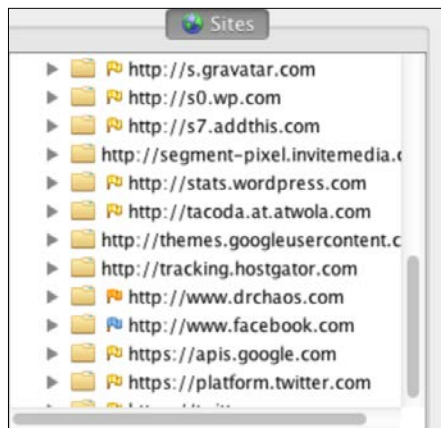 Sites
http://s.gravatar.com
http://s0.wp.com
http://s7.addthis.com
http://segment-pixel.invitemedia.c
http://stats.wordpress.com
http://tacoda.at.atwola.com
http://themes.googleusercontent.c
http://tracking.hostgator.com
http://www.drchaos.com
http://www.facebook.com
https://apis.google.com
https://platform.twitter.com